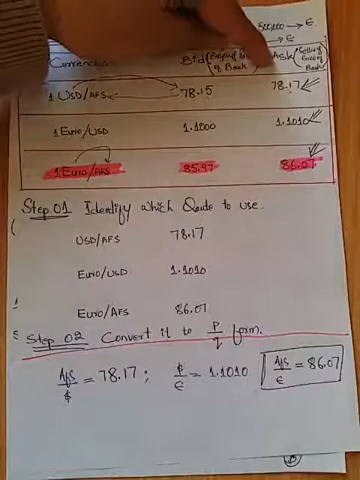 500,000 → €
→ €
Currencies Bid (Buying of Bank) Ask (Selling of Bank)
1 USD/AFS 78.15 78.17
1 Euro/USD 1.1000 1.1010
1 Euro/AFS 85.97 86.07
Step 01 Identify which Qoute to use.
USD/AFS 78.17
Euro/USD 1.1010
Euro/AFS 86.07
Step 02 Convert it to P/q form.
Afs/$ = 78.17 ; $/€ = 1.1010 Afs/€ = 86.07